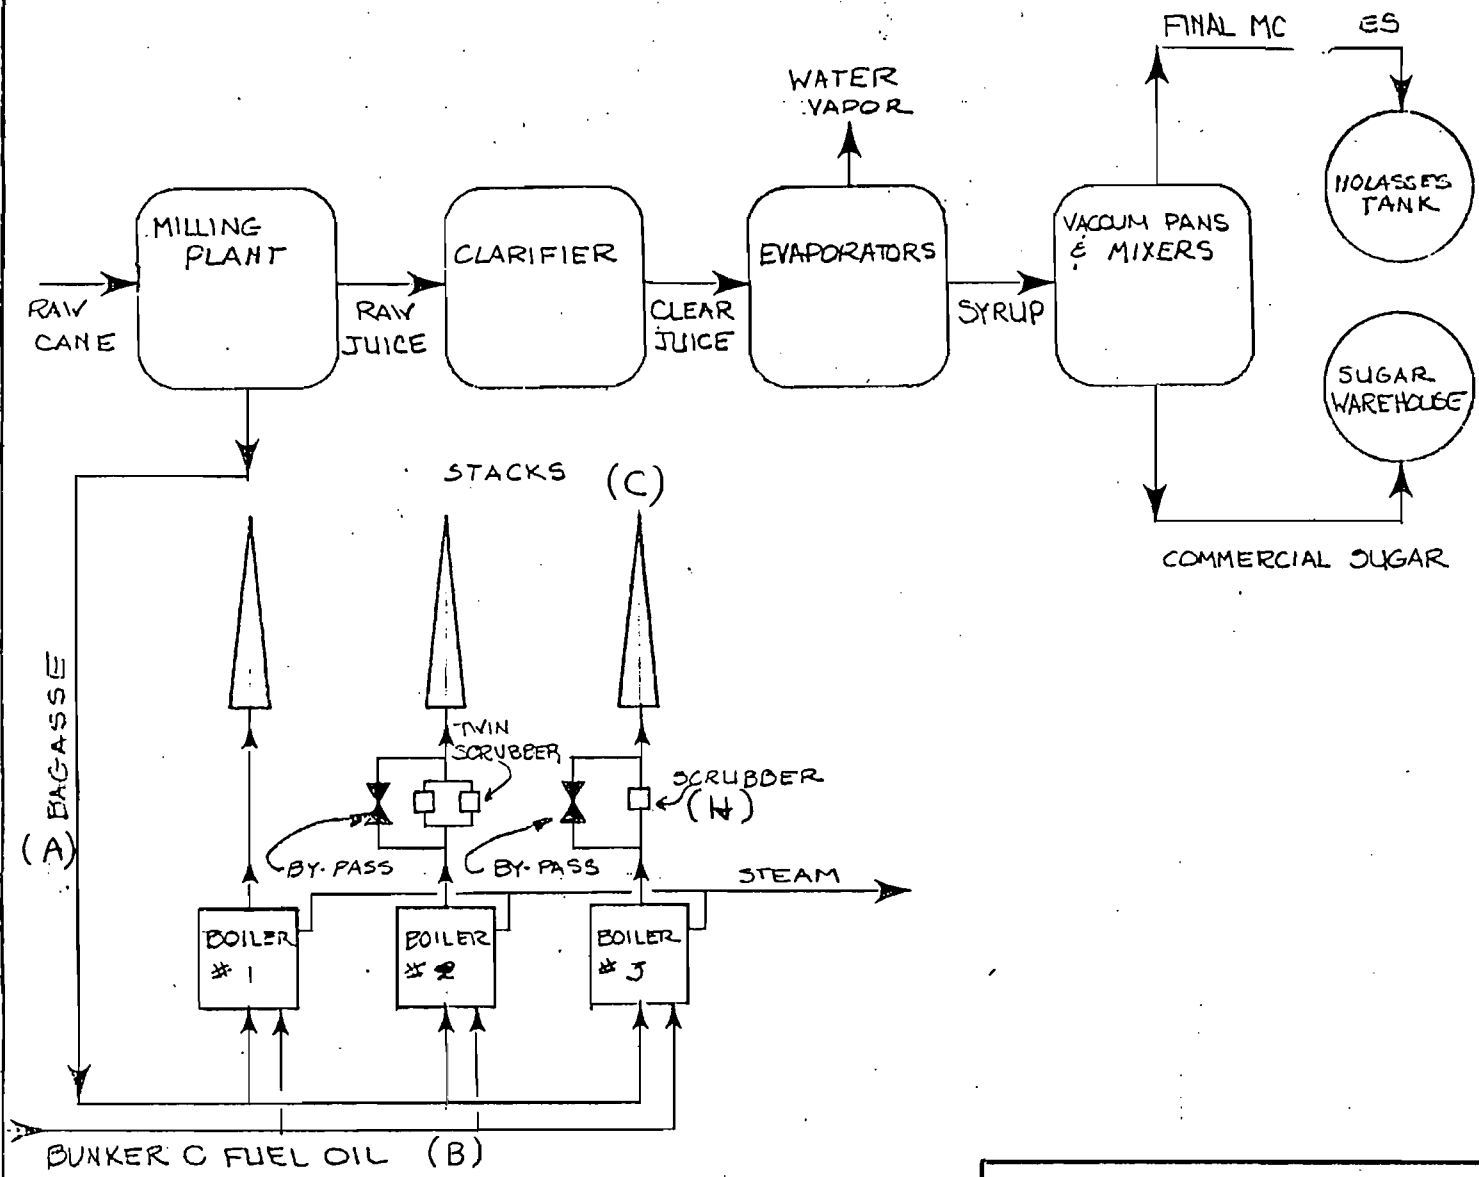 FINAL MC ES
WATER
VAPOR
MOLASSES
TANK
MILLING
PLANT
CLARIFIER
EVAPORATORS
VACOUM PANS
& MIXERS
RAW
CANE
RAW
JUICE
CLEAR
JUICE
SYRUP
SUGAR
WAREHOUSE
STACKS (C)
COMMERCIAL SUGAR
(A) BAGASSE
TWIN
SCRUBBER
SCRUBBER
(H)
BY-PASS
BY-PASS
STEAM
BOILER
# 1
BOILER
# 2
BOILER
# 3
BUNKER C FUEL OIL (B)